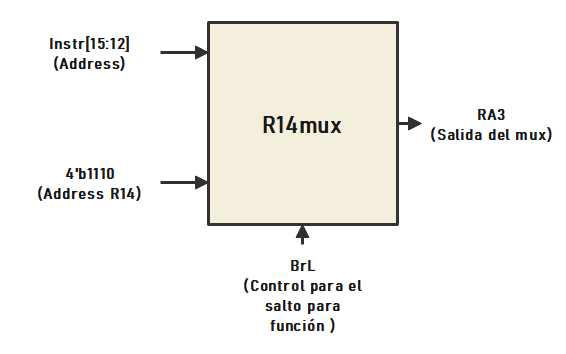 Instr[15:12]
(Address)
R14mux
RA3
(Salida del mux)
4'b1110
(Address R14)
BrL
(Control para el
salto para
función )